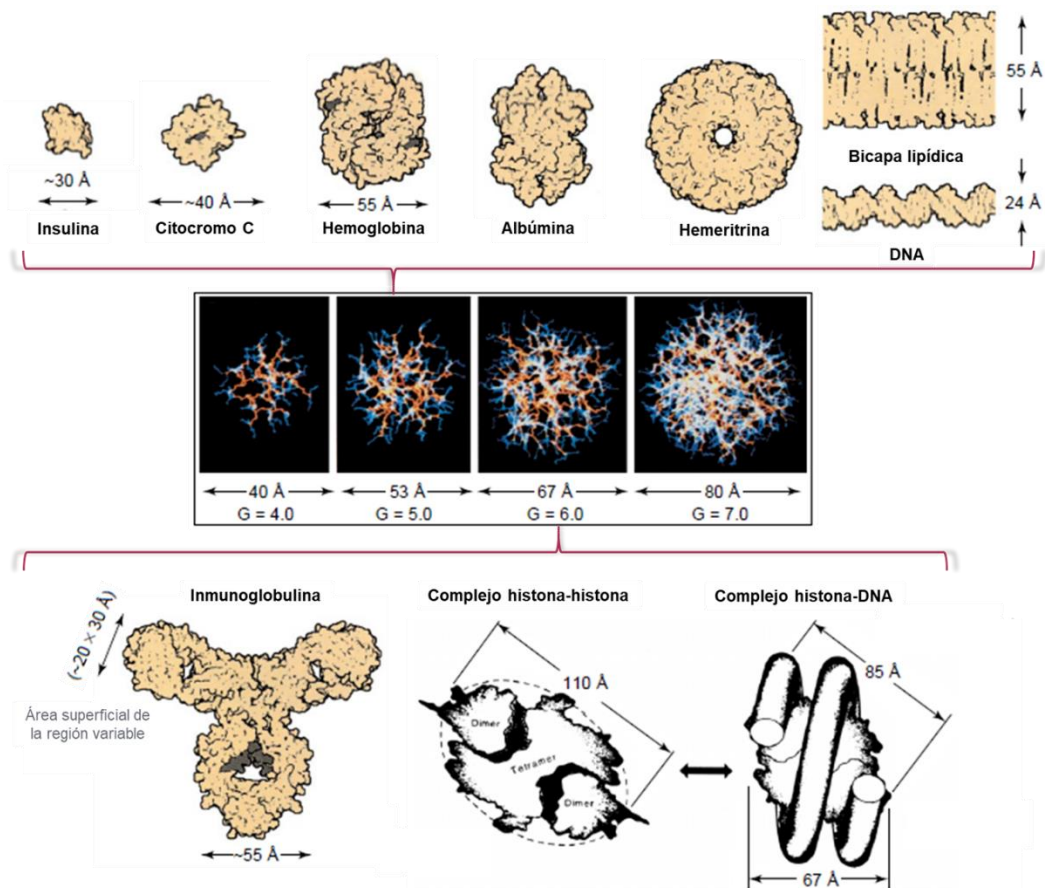 ~30 Å
Insulina
~40 Å
Citocromo C
55 Å
Hemoglobina
Albúmina
Hemeritrina
55 Å
Bicapa lipídica
24 Å
DNA
40 Å
G = 4.0
53 Å
G = 5.0
67 Å
G = 6.0
80 Å
G = 7.0
Inmunoglobulina
(~20 × 30 Å)
Área superficial de
la región variable
~55 Å
Complejo histona-histona
110 Å
Dimer
Tetramer
Dimer
Complejo histona-DNA
85 Å
67 Å